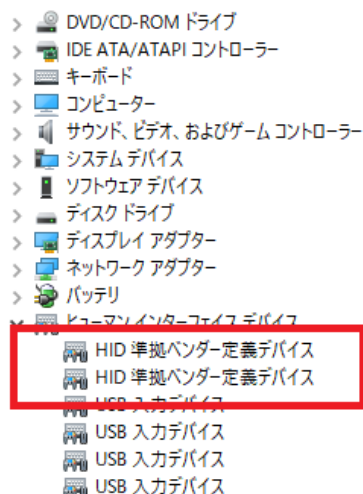 DVD/CD-ROM ドライブ
IDE ATA/ATAPI コントローラー
キーボード
コンピューター
サウンド、ビデオ、およびゲーム コントローラー
システム デバイス
ソフトウェア デバイス
ディスク ドライブ
ディスプレイ アダプター
ネットワーク アダプター
バッテリ
ヒューマン インターフェイス デバイス
HID 準拠ベンダー定義デバイス
HID 準拠ベンダー定義デバイス
USB 入力デバイス
USB 入力デバイス
USB 入力デバイス
USB 入力デバイス